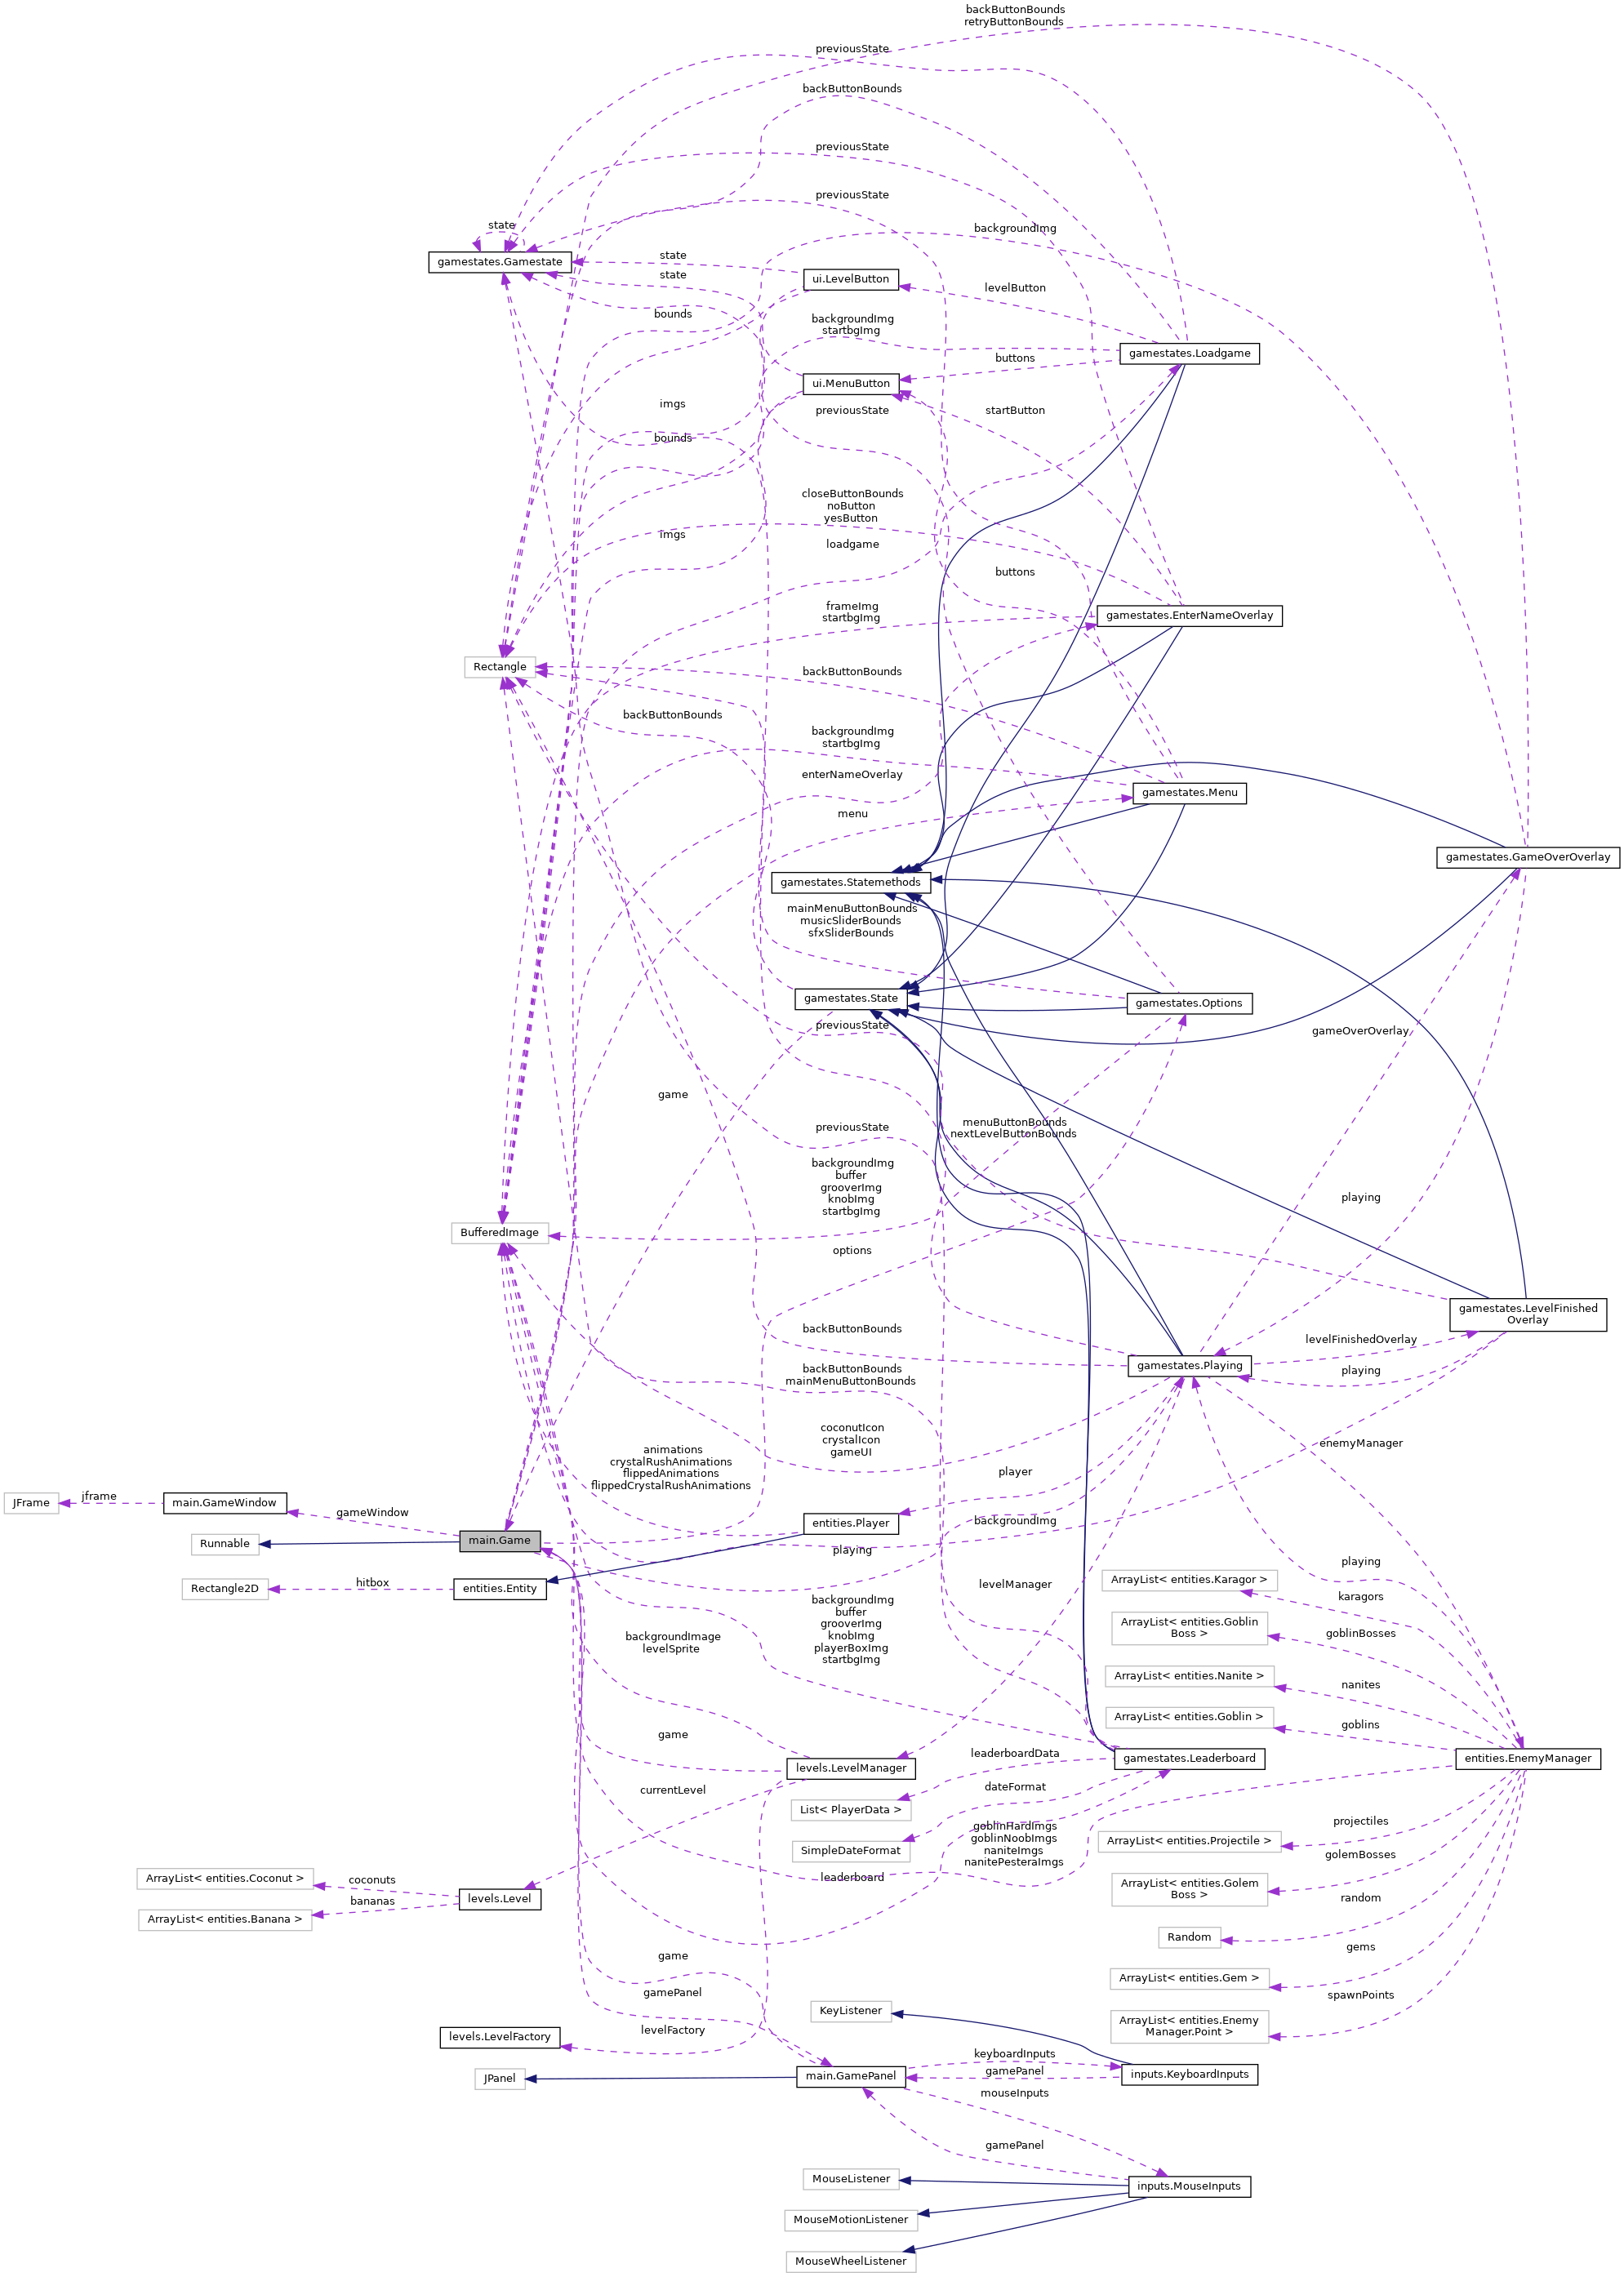 backButtonBounds
retryButtonBounds
previousState
backButtonBounds
previousState
previousState
state
backgroundImg
gamestates.Gamestate
state
ui.LevelButton
state
levelButton
bounds
backgroundImg
startbgImg
gamestates.Loadgame
buttons
ui.MenuButton
imgs
previousState
startButton
bounds
closeButtonBounds
noButton
yesButton
imgs
loadgame
buttons
frameImg
startbgImg
gamestates.EnterNameOverlay
Rectangle
backButtonBounds
backButtonBounds
backgroundImg
startbgImg
enterNameOverlay
gamestates.Menu
menu
gamestates.GameOverOverlay
gamestates.Statemethods
mainMenuButtonBounds
musicSliderBounds
sfxSliderBounds
gamestates.State
gamestates.Options
previousState
gameOverOverlay
game
menuButtonBounds
nextLevelButtonBounds
previousState
backgroundImg
buffer
grooverImg
knobImg
startbgImg
playing
BufferedImage
options
gamestates.LevelFinished
Overlay
backButtonBounds
levelFinishedOverlay
gamestates.Playing
playing
backButtonBounds
mainMenuButtonBounds
coconutIcon
crystalIcon
gameUI
enemyManager
animations
crystalRushAnimations
flippedAnimations
flippedCrystalRushAnimations
player
jframe
JFrame
main.GameWindow
gameWindow
entities.Player
backgroundImg
Runnable
main.Game
playing
playing
hitbox
Rectangle2D
entities.Entity
levelManager
ArrayList< entities.Karagor >
karagors
backgroundImg
buffer
grooverImg
knobImg
playerBoxImg
startbgImg
ArrayList< entities.Goblin
Boss >
goblinBosses
backgroundImage
levelSprite
ArrayList< entities.Nanite >
nanites
ArrayList< entities.Goblin >
goblins
game
leaderboardData
gamestates.Leaderboard
entities.EnemyManager
levels.LevelManager
dateFormat
currentLevel
List< PlayerData >
projectiles
goblinHardImgs
goblinNoobImgs
naniteImgs
nanitePesteraImgs
ArrayList< entities.Projectile >
SimpleDateFormat
golemBosses
leaderboard
ArrayList< entities.Coconut >
coconuts
ArrayList< entities.Golem
Boss >
levels.Level
random
bananas
ArrayList< entities.Banana >
Random
game
gems
ArrayList< entities.Gem >
gamePanel
spawnPoints
KeyListener
ArrayList< entities.Enemy
Manager.Point >
levelFactory
levels.LevelFactory
keyboardInputs
gamePanel
JPanel
main.GamePanel
inputs.KeyboardInputs
mouseInputs
gamePanel
MouseListener
inputs.MouseInputs
MouseMotionListener
MouseWheelListener